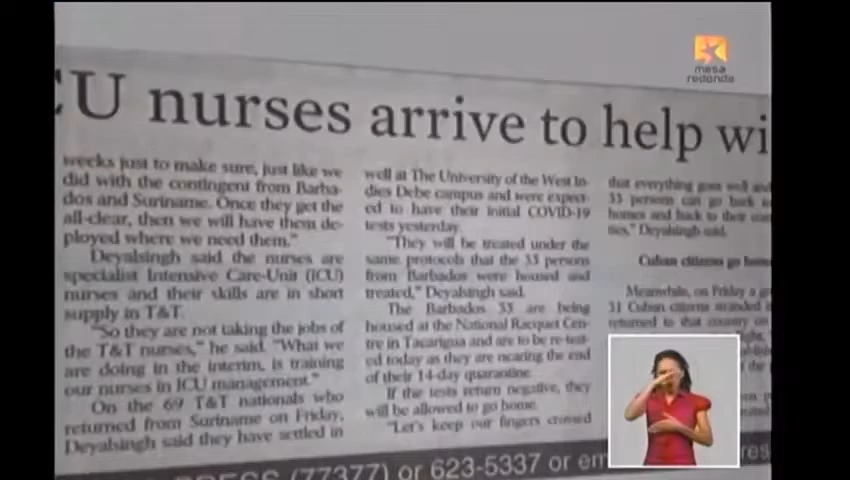 mesa
redonda
CU nurses arrive to help wi
weeks just to make sure, just like we
did with the contingent from Barba-
dos and Suriname. Once they get the
all-clear, then we will have them de-
ployed where we need them."
Deyalsingh said the nurses are
specialist Intensive Care-Unit (ICU)
nurses and their skills are in short
supply in T&T.
"So they are not taking the jobs of
the T&T nurses," he said. "What we
are doing in the interim, is training
our nurses in ICU management."
On the 69 T&T nationals who
returned from Suriname on Friday,
Deyalsingh said they have settled in
well at The University of the West In-
dies Debe campus and were expect-
ed to have their initial COVID-19
tests yesterday.
"They will be treated under the
same protocols that the 33 persons
from Barbados were housed and
treated," Deyalsingh said.
The Barbados 33 are being
housed at the National Racquet Cen-
tre in Tacarigua and are to be re-test-
ed today as they are nearing the end
of their 14-day quarantine.
If the tests return negative, they
will be allowed to go home.
"Let's keep our fingers crossed
that everything goes well and
33 persons can go back to
homes and back to their
Deyalsingh said.
Cuban citizens go home
Meanwhile, on Friday a
31 Cuban citizens stranded
returned to that country on
(77377) or 623-5337 or em